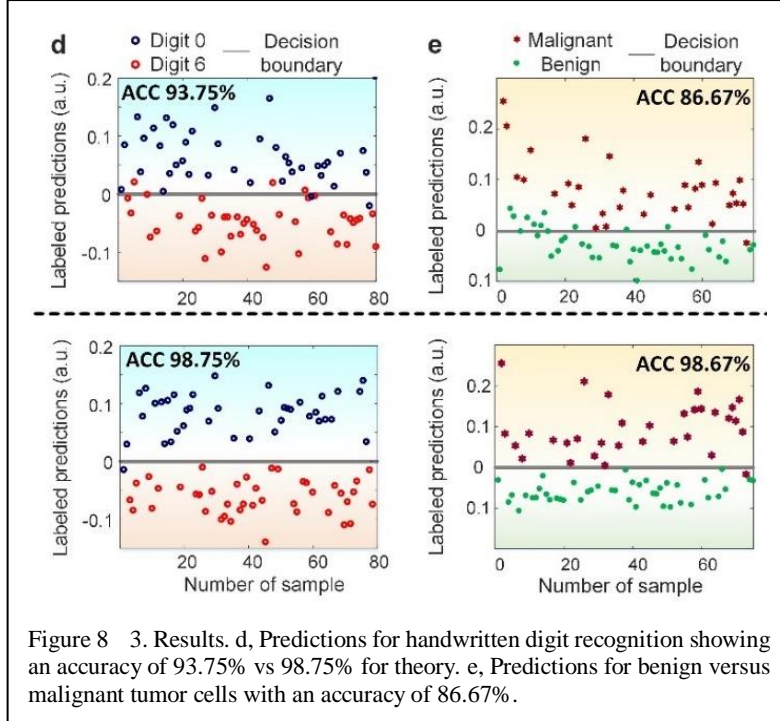 d
Digit 0 — Decision
Digit 6 boundary
ACC 93.75%
Labeled predictions (a.u.)
0.2
0.1
0
-0.1
20 40 60 80
e
Malignant — Decision
Benign boundary
ACC 86.67%
Labeled predictions (a.u.)
0.2
0.1
0
0.1
0 20 40 60
ACC 98.75%
Labeled predictions (a.u.)
0.2
0.1
0
-0.1
20 40 60 80
Number of sample
ACC 98.67%
Labeled predictions (a.u.)
0.2
0.1
0
0.1
0 20 40 60
Number of sample
Figure 8 3. Results. d, Predictions for handwritten digit recognition showing
an accuracy of 93.75% vs 98.75% for theory. e, Predictions for benign versus
malignant tumor cells with an accuracy of 86.67%.